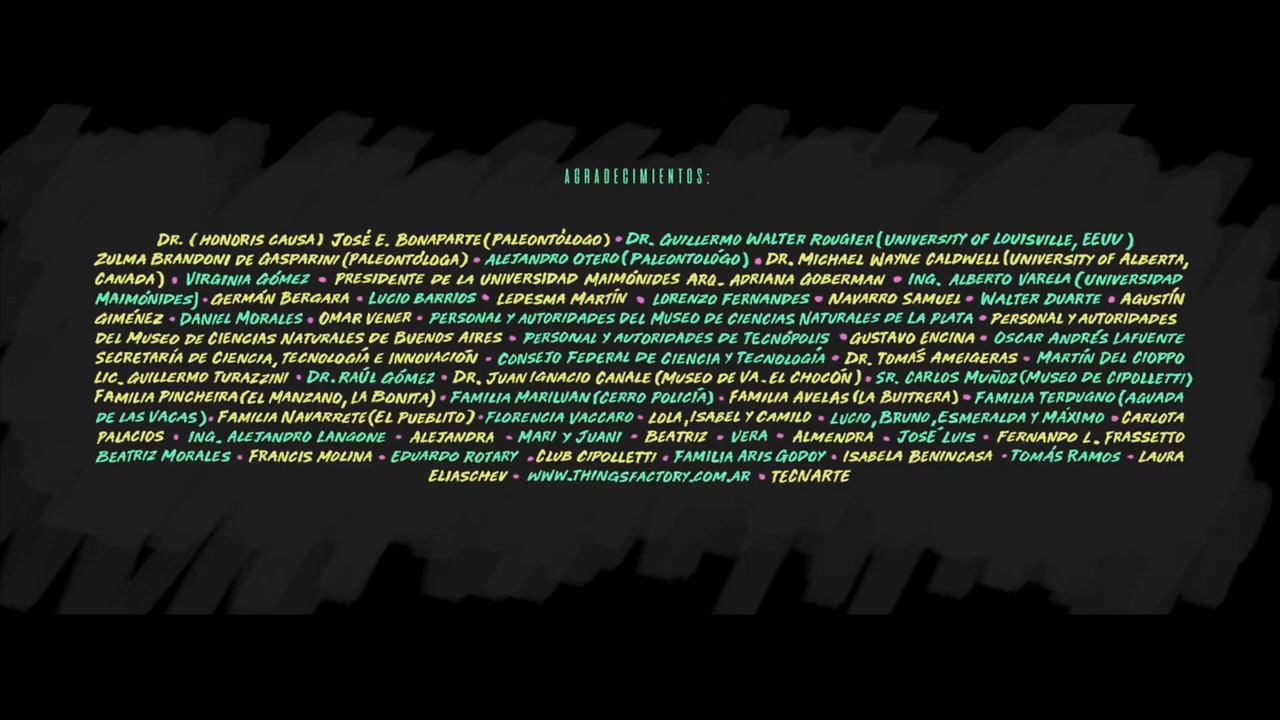 AGRADECIMIENTOS:
DR. (HONORIS CAUSA) JOSÉ E. BONAPARTE (PALEONTÓLOGO) • DR. GUILLERMO WALTER ROUGIER (UNIVERSITY OF LOUISVILLE, EEUU)
ZULMA BRANDONI DE GASPARINI (PALEONTÓLOGA) • ALEJANDRO OTERO (PALEONTOLÓGO) • DR. MICHAEL WAYNE CALDWELL (UNIVERSITY OF ALBERTA,
CANADA) • VIRGINIA GÓMEZ • PRESIDENTE DE LA UNIVERSIDAD MAIMÓNIDES ARQ. ADRIANA GOBERMAN • ING. ALBERTO VARELA (UNIVERSIDAD
MAIMÓNIDES) • GERMÁN BERGARA • LUCIO BARRIOS • LEDESMA MARTÍN • LORENZO FERNANDES • NAVARRO SAMUEL • WALTER DUARTE • AGUSTÍN
GIMÉNEZ • DANIEL MORALES • OMAR VENER • PERSONAL Y AUTORIDADES DEL MUSEO DE CIENCIAS NATURALES DE LA PLATA • PERSONAL Y AUTORIDADES
DEL MUSEO DE CIENCIAS NATURALES DE BUENOS AIRES • PERSONAL Y AUTORIDADES DE TECNÓPOLIS • GUSTAVO ENCINA • OSCAR ANDRÉS LAFUENTE
SECRETARÍA DE CIENCIA, TECNOLOGÍA E INNOVACIOÑ • CONSEJO FEDERAL DE CIENCIA Y TECNOLOGÍA • DR. TOMÁS AMEIGERAS • MARTÍN DEL CIOPPO
LIC. GUILLERMO TURAZZINI • DR. RAÚL GÓMEZ • DR. JUAN IGNACIO CANALE (MUSEO DE VA. EL CHOCÓN) • SR. CARLOS MUÑOZ (MUSEO DE CIPOLLETTI)
FAMILIA PINCHEIRA (EL MANZANO, LA BONITA) • FAMILIA MARILUAN (CERRO POLICÍA) • FAMILIA AVELAS (LA BUITRERA) • FAMILIA TERDUGNO (AGUADA
DE LAS VACAS) • FAMILIA NAVARRETE (EL PUEBLITO) • FLORENCIA VACCARO • LOLA, ISABEL Y CAMILO • LUCIO, BRUNO, ESMERALDA Y MÁXIMO • CARLOTA
PALACIOS • ING. ALEJANDRO LANGONE • ALEJANDRA • MARI Y JUANI • BEATRIZ • VERA • ALMENDRA • JOSÉ LUIS • FERNANDO L. FRASSETTO
BEATRIZ MORALES • FRANCIS MOLINA • EDUARDO ROTARY • CLUB CIPOLLETTI • FAMILIA ARIS GODOY • ISABELA BENINCASA • TOMÁS RAMOS • LAURA
ELIASCHEV • WWW.THINGSFACTORY.COM.AR • TECNARTE